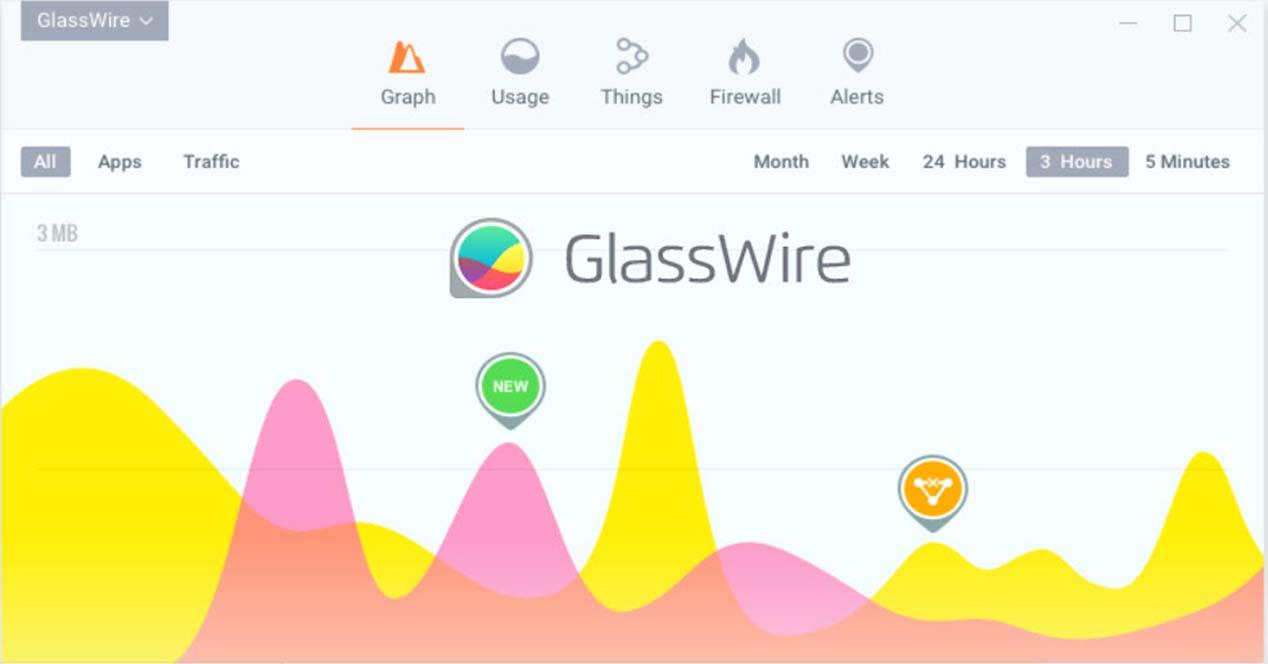 GlassWire
Graph Usage Things Firewall Alerts
All Apps Traffic Month Week 24 Hours 3 Hours 5 Minutes
3 MB
GlassWire
NEW